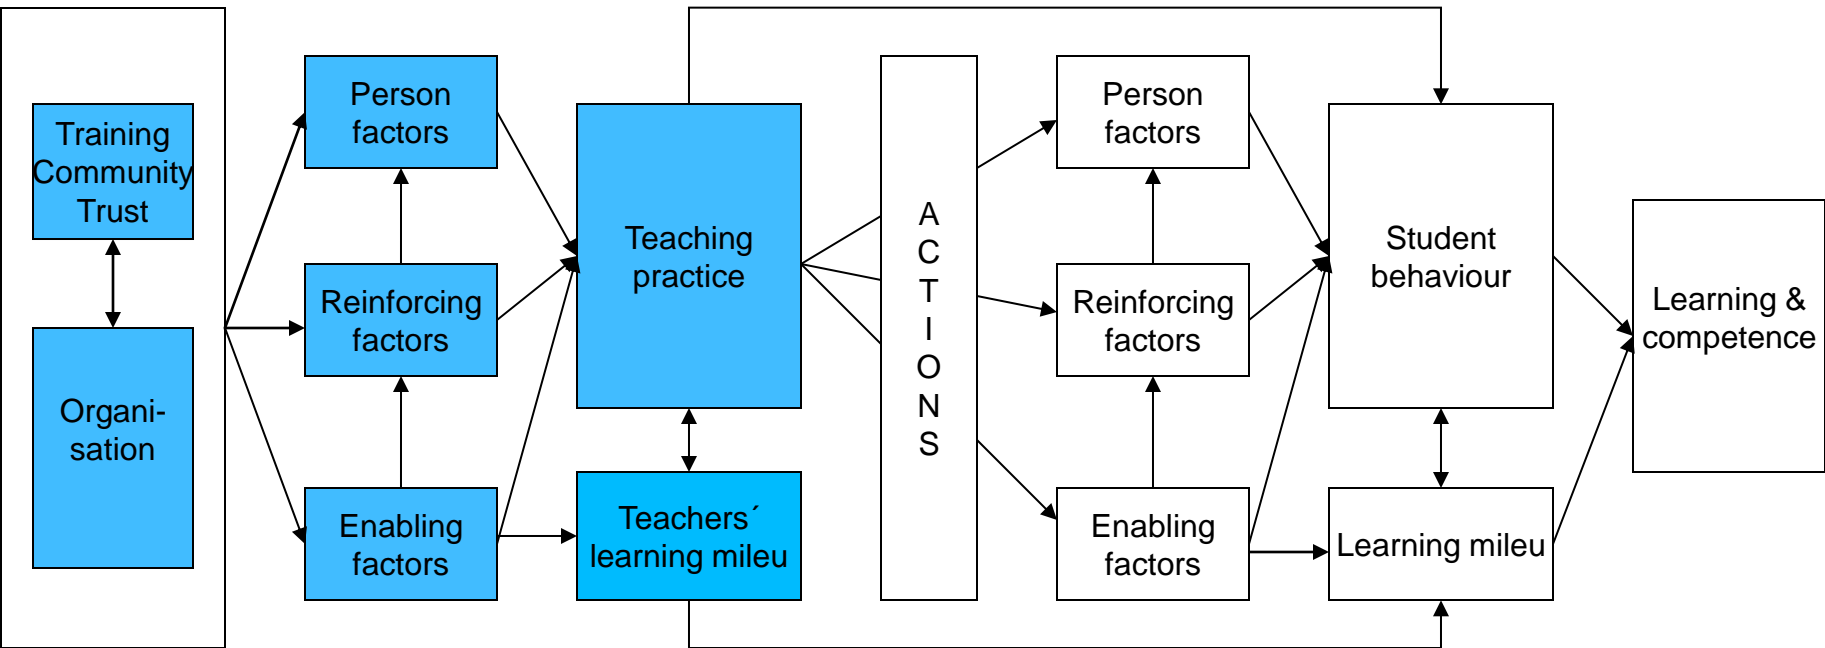 Training
Community
Trust
Organi-
sation
Person
factors
Reinforcing
factors
Enabling
factors
Teaching
practice
Teachers´
learning mileu
A
C
T
I
O
N
S
Person
factors
Reinforcing
factors
Enabling
factors
Student
behaviour
Learning mileu
Learning &
competence